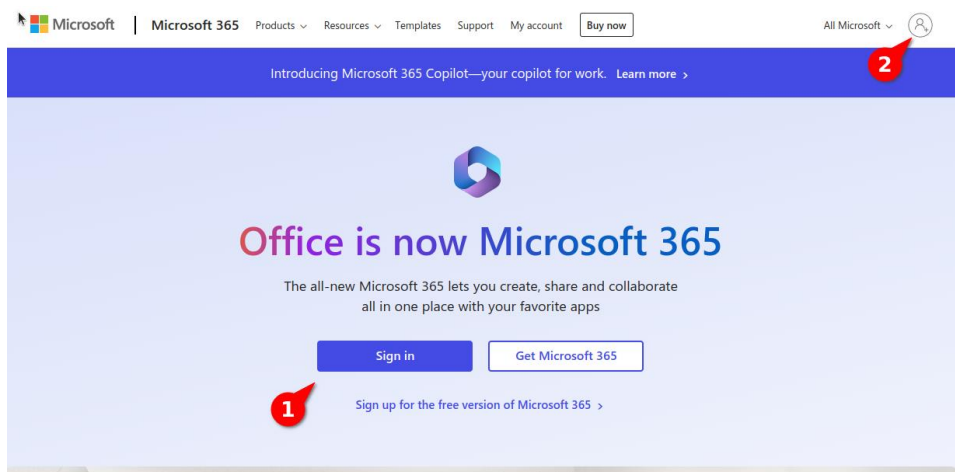 Microsoft | Microsoft 365 Products Resources Templates Support My account Buy now All Microsoft
2
Introducing Microsoft 365 Copilot—your copilot for work. Learn more >
Office is now Microsoft 365
The all-new Microsoft 365 lets you create, share and collaborate
all in one place with your favorite apps
Sign in Get Microsoft 365
1
Sign up for the free version of Microsoft 365 >